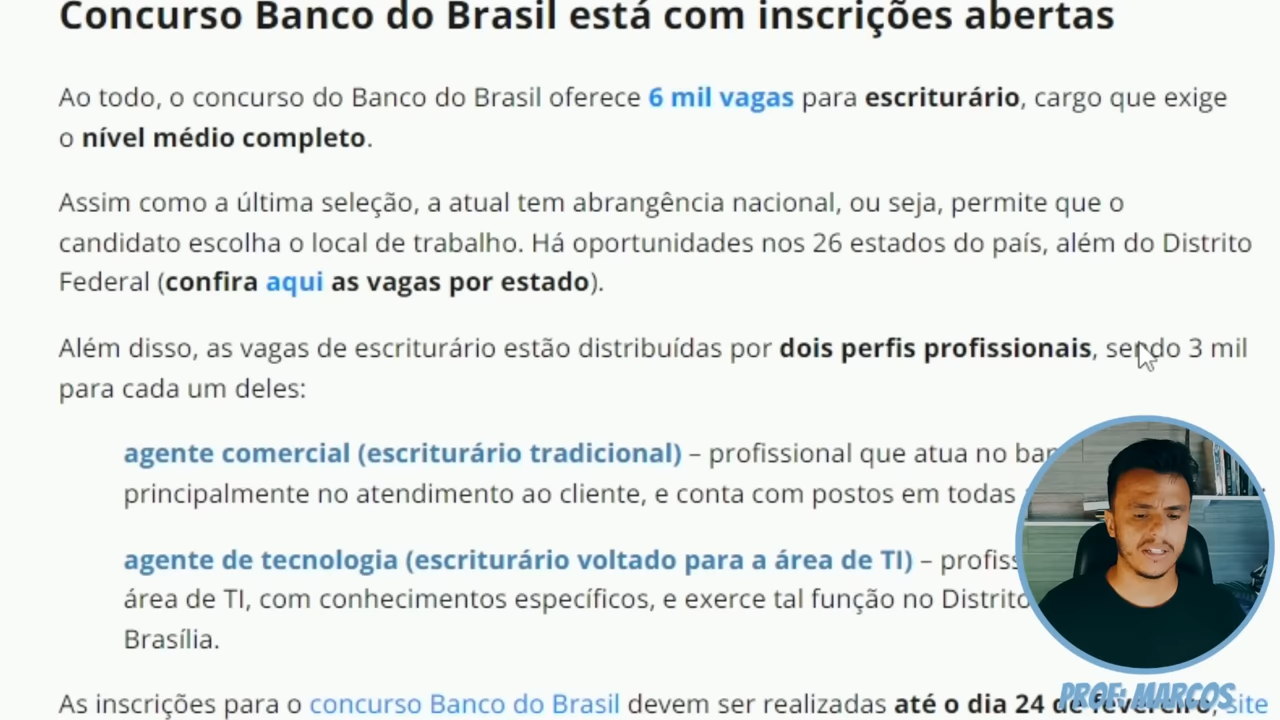 Concurso Banco do Brasil está com inscrições abertas
Ao todo, o concurso do Banco do Brasil oferece 6 mil vagas para escriturário, cargo que exige
o nível médio completo.
Assim como a última seleção, a atual tem abrangência nacional, ou seja, permite que o
candidato escolha o local de trabalho. Há oportunidades nos 26 estados do país, além do Distrito
Federal (confira aqui as vagas por estado).
Além disso, as vagas de escriturário estão distribuídas por dois perfis profissionais, sendo 3 mil
para cada um deles:
agente comercial (escriturário tradicional) – profissional que atua no
principalmente no atendimento ao cliente, e conta com postos em todas
agente de tecnologia (escriturário voltado para a área de TI) –
área de TI, com conhecimentos específicos, e exerce tal função no Distrito
Brasília.
As inscrições para o concurso Banco do Brasil devem ser realizadas até o dia 24 de fevereiro, site
PROF: MARCOS